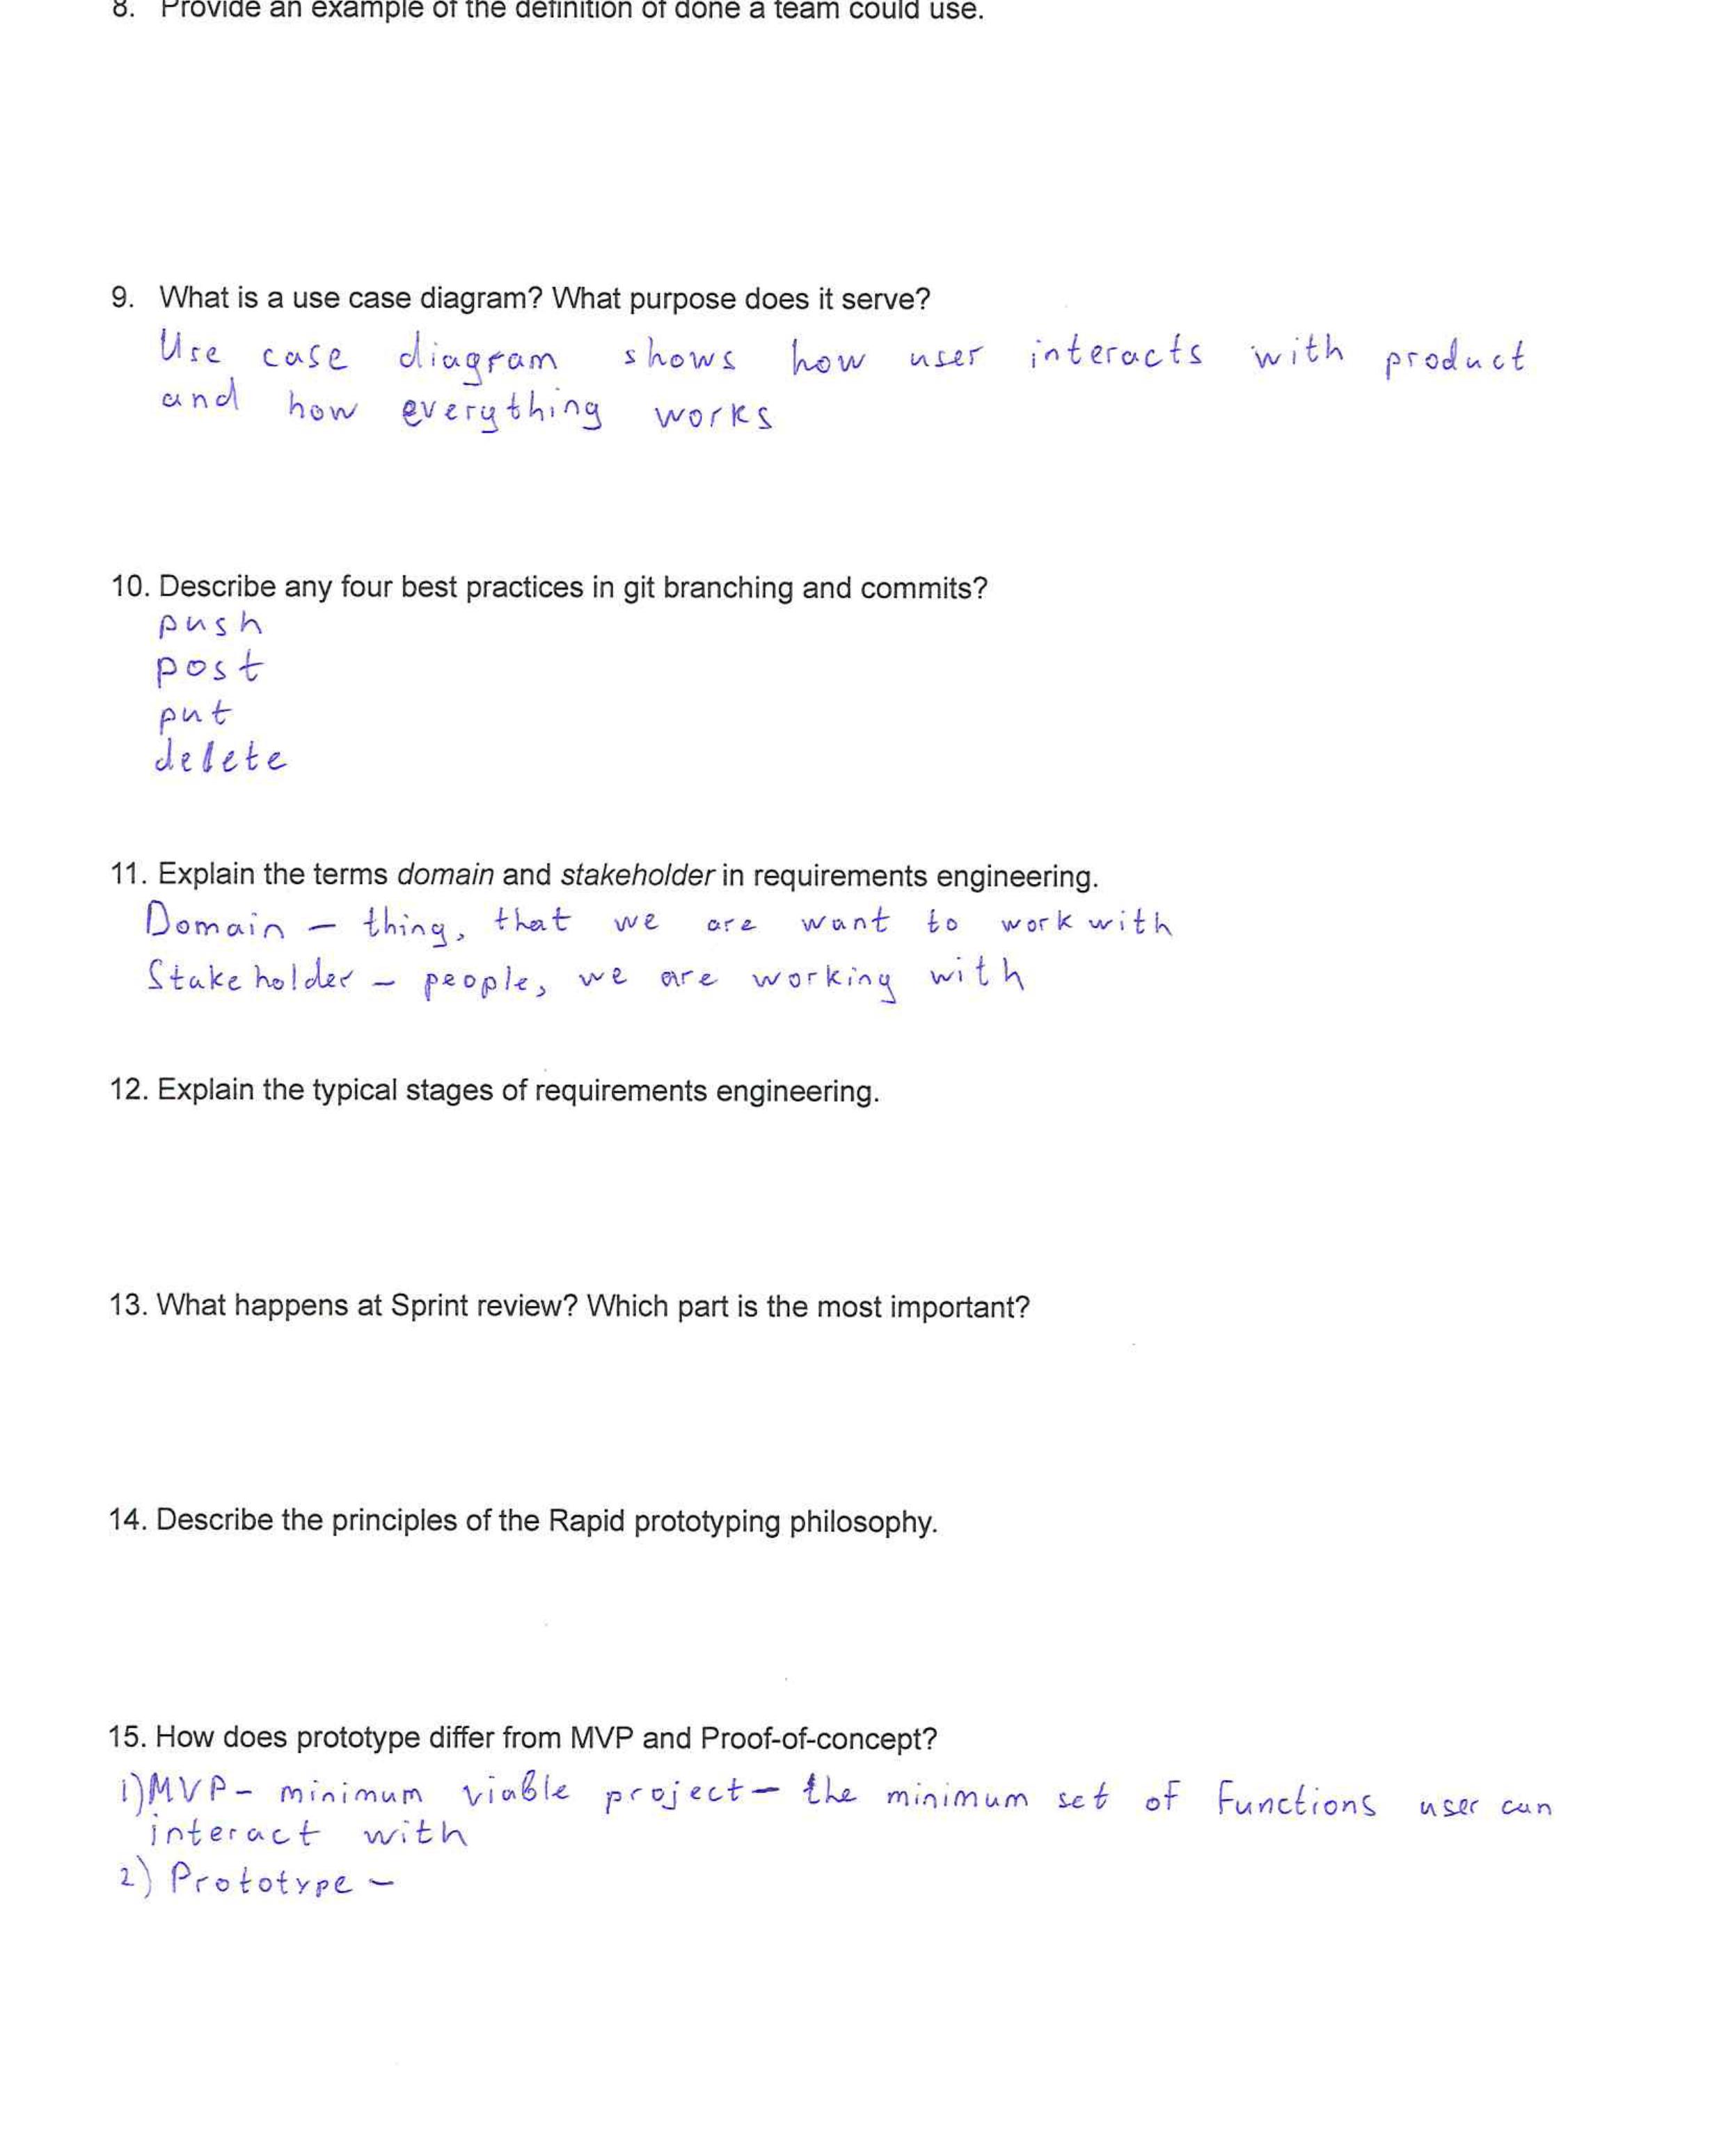 8. Provide an example of the definition of done a team could use.
9. What is a use case diagram? What purpose does it serve?
Use case diagram shows how user interacts with product
and how everything works
10. Describe any four best practices in git branching and commits?
push
post
put
delete
11. Explain the terms domain and stakeholder in requirements engineering.
Domain – thing, that we are want to work with
Stakeholder – people, we are working with
12. Explain the typical stages of requirements engineering.
13. What happens at Sprint review? Which part is the most important?
14. Describe the principles of the Rapid prototyping philosophy.
15. How does prototype differ from MVP and Proof-of-concept?
1) MVP – minimum viable project – the minimum set of functions user can
interact with
2) Prototype –